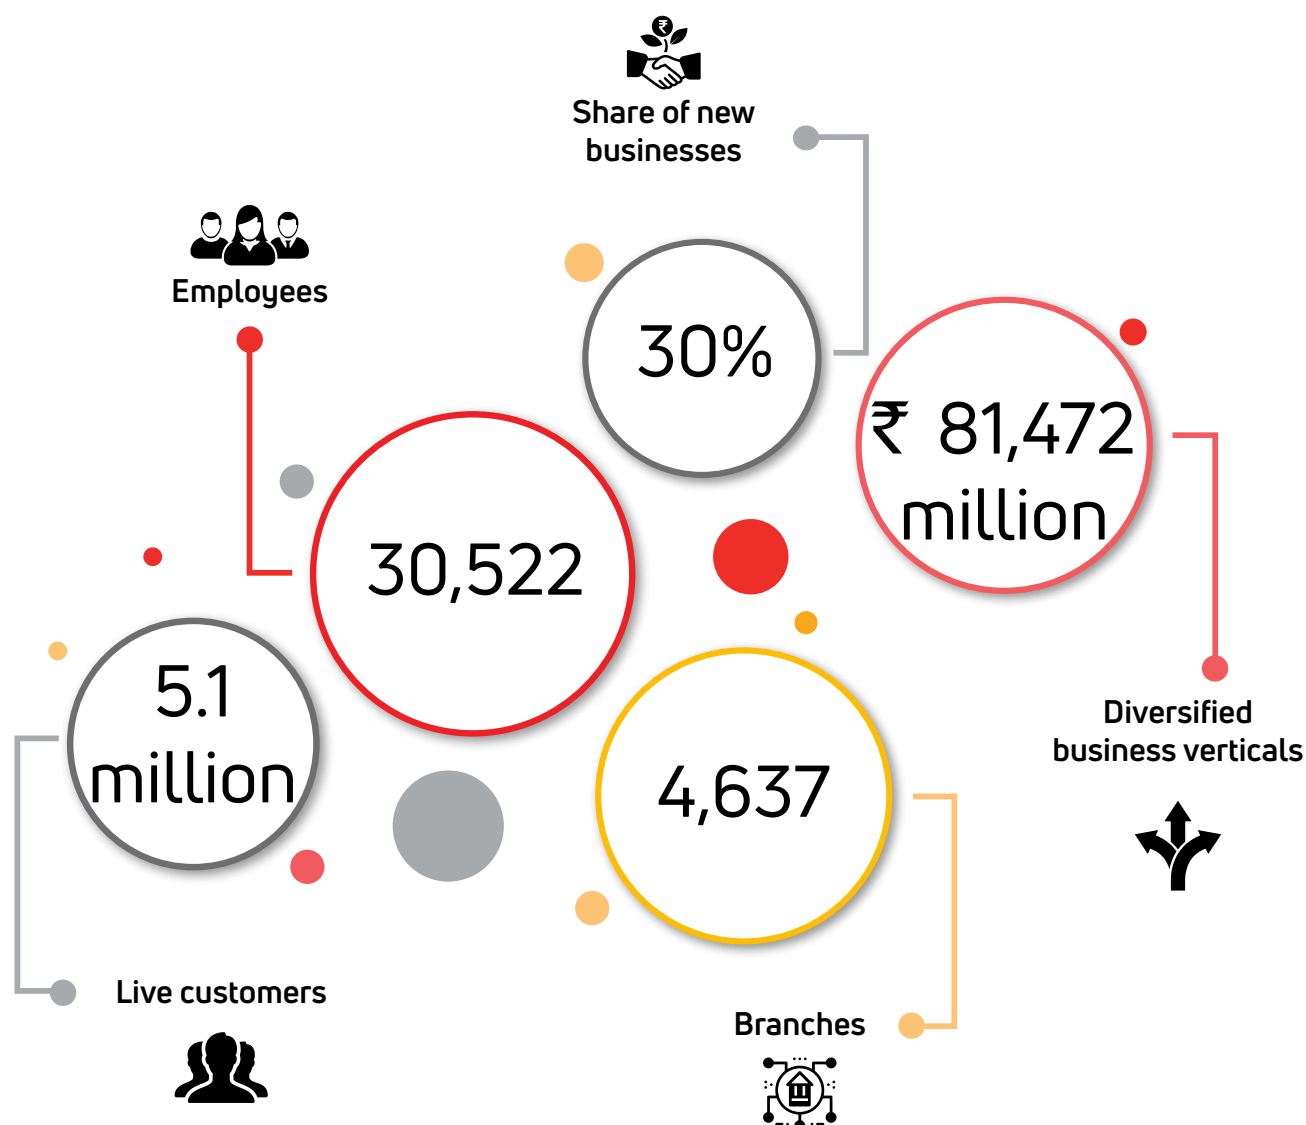 ₹
Share of new
businesses
30%
Employees
30,522
₹ 81,472
million
Diversified
business verticals
5.1
million
Live customers
4,637
Branches